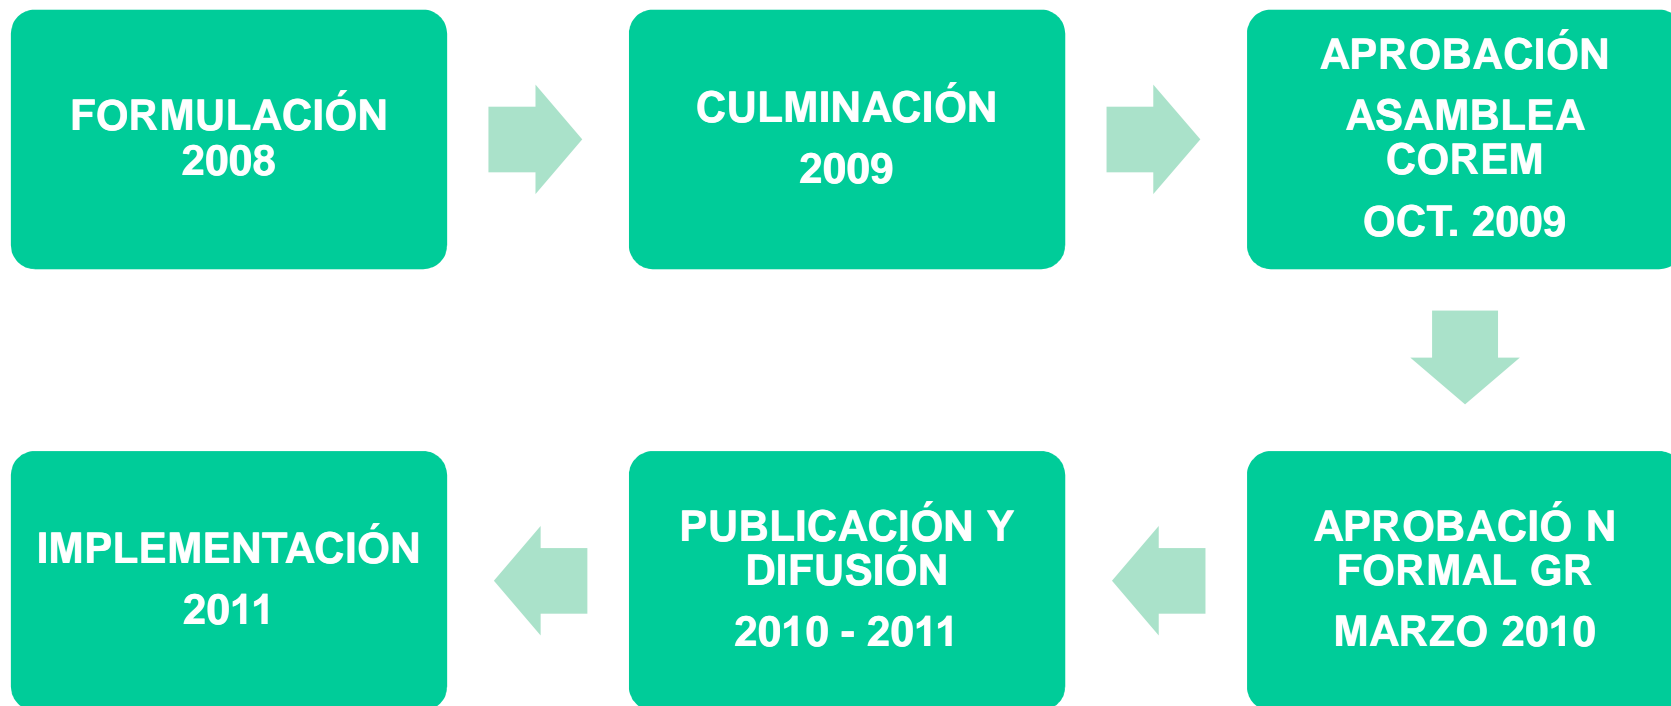 FORMULACIÓN
2008
CULMINACIÓN
2009
APROBACIÓN
ASAMBLEA
COREM
OCT. 2009
APROBACIÓ N
FORMAL GR
MARZO 2010
PUBLICACIÓN Y
DIFUSIÓN
2010 - 2011
IMPLEMENTACIÓN
2011